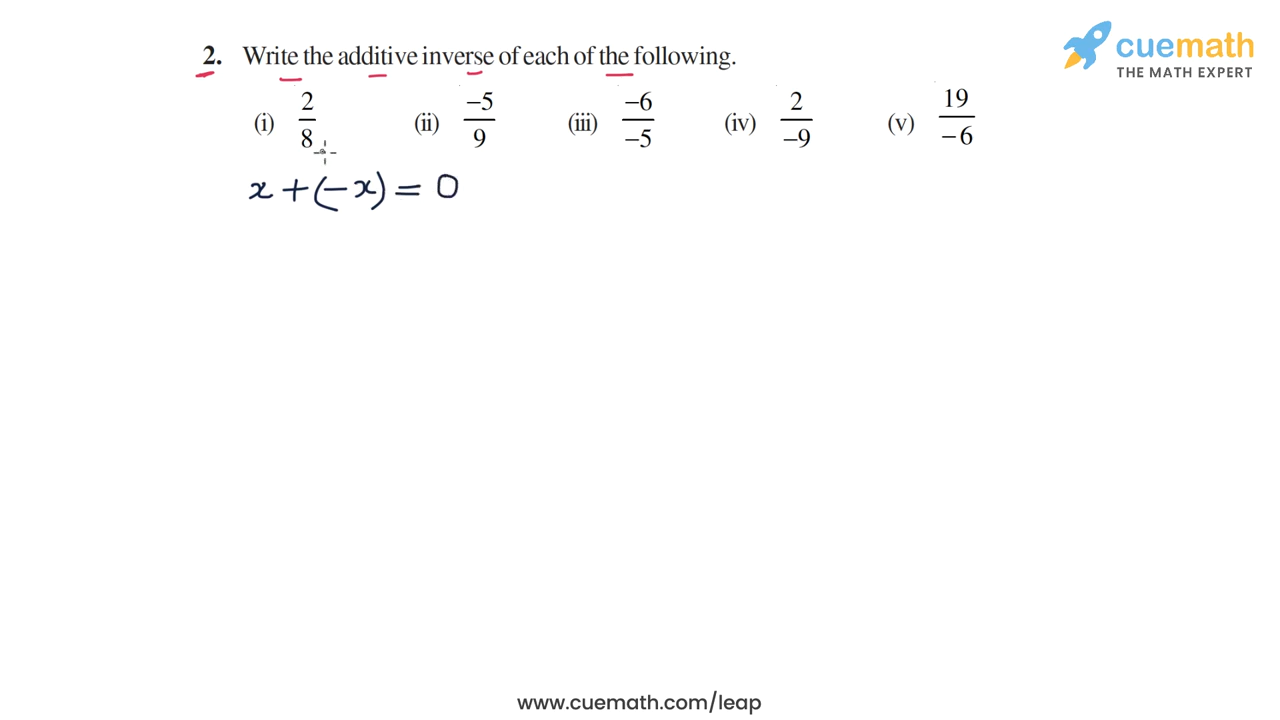 cuemath
THE MATH EXPERT
2. Write the additive inverse of each of the following.
(i) 2/8 (ii) –5/9 (iii) –6/–5 (iv) 2/–9 (v) 19/–6
x + (–x) = 0
www.cuemath.com/leap